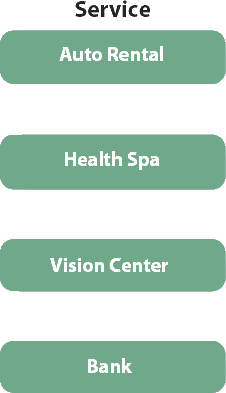 Service
Auto Rental
Health Spa
Vision Center
Bank